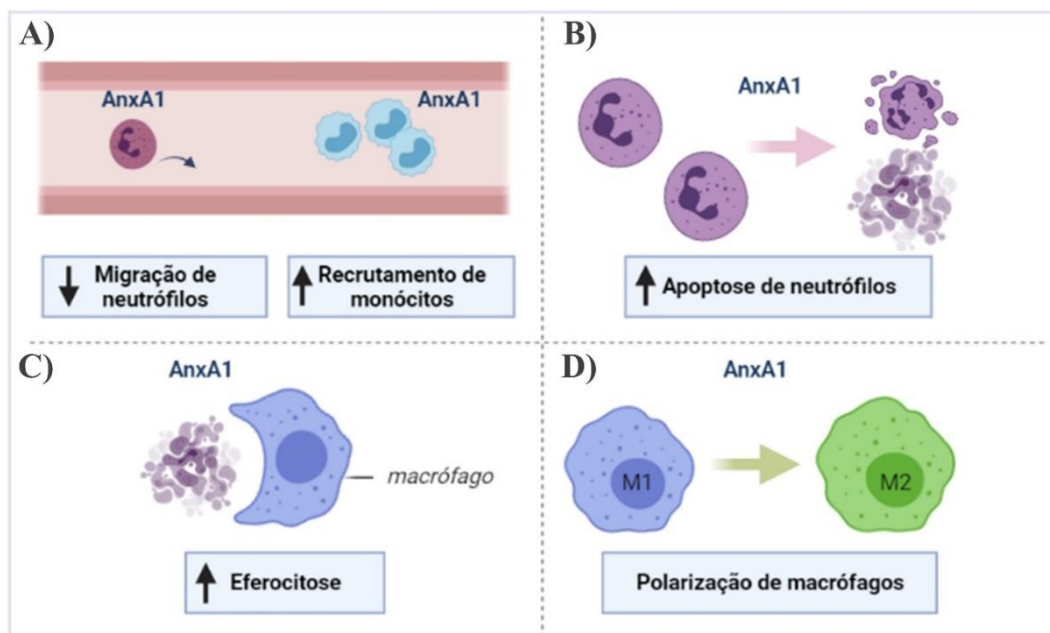 A)
AnxA1
AnxA1
Migração de
neutrófilos
Recrutamento de
monócitos
B)
AnxA1
Apoptose de neutrófilos
C)
AnxA1
macrófago
Eferocitose
D)
AnxA1
M1
M2
Polarização de macrófagos